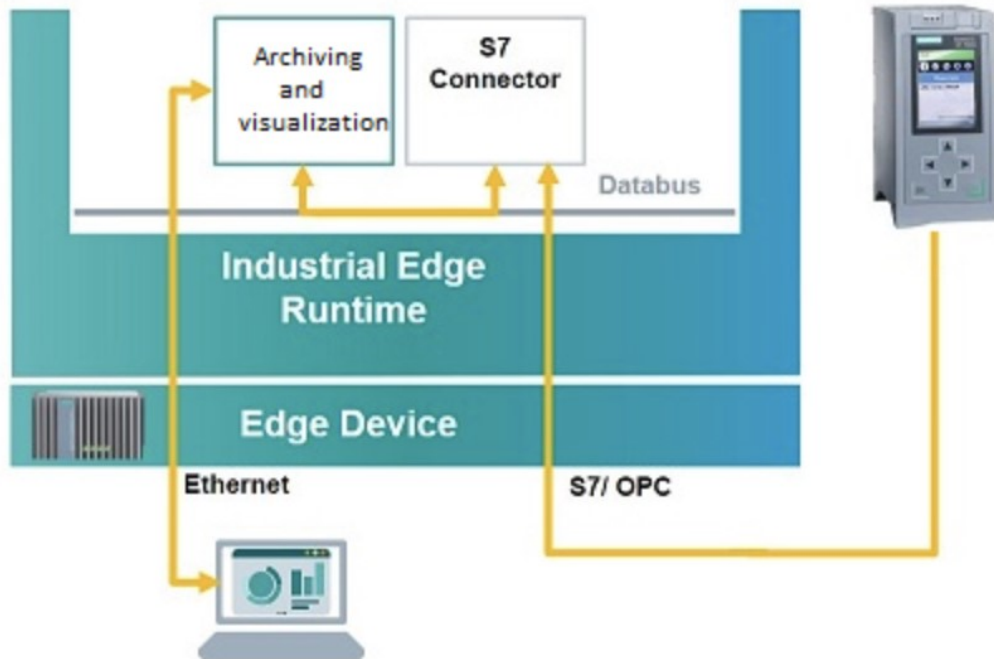 Archiving
and
visualization
S7
Connector
Databus
Industrial Edge
Runtime
Edge Device
Ethernet
S7/ OPC